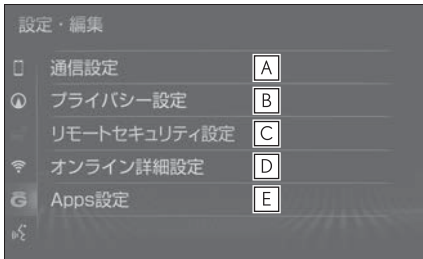 設定・編集
通信設定 A
プライバシー設定 B
リモートセキュリティ設定 C
オンライン詳細設定 D
G Apps設定 E